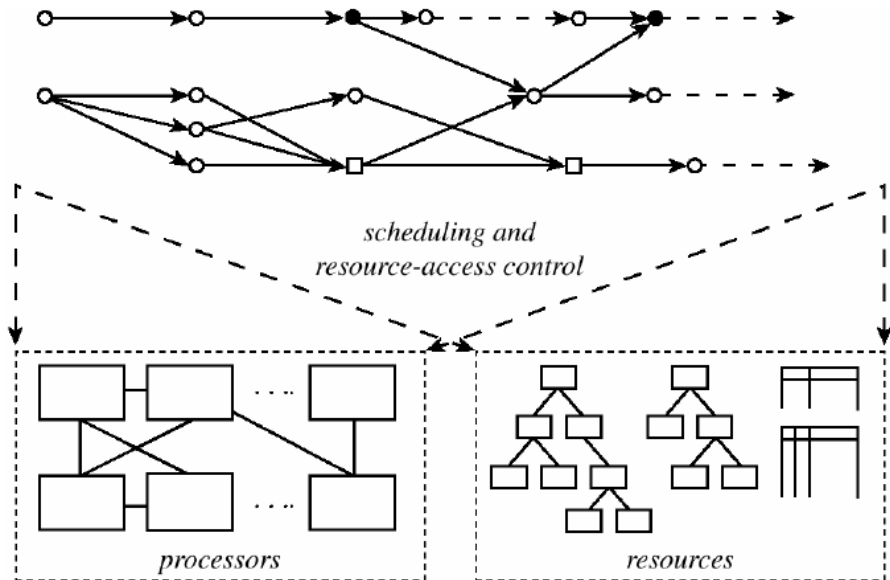 scheduling and
resource-access control
processors
resources